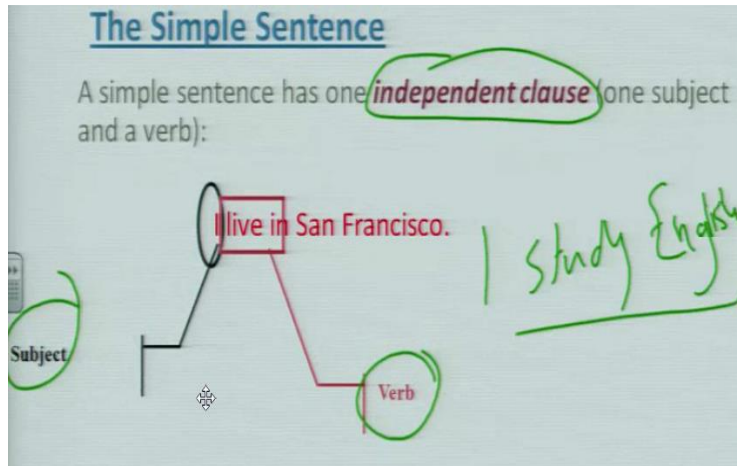 The Simple Sentence
A simple sentence has one independent clause (one subject
and a verb):
I live in San Francisco.
I study English
Subject
Verb